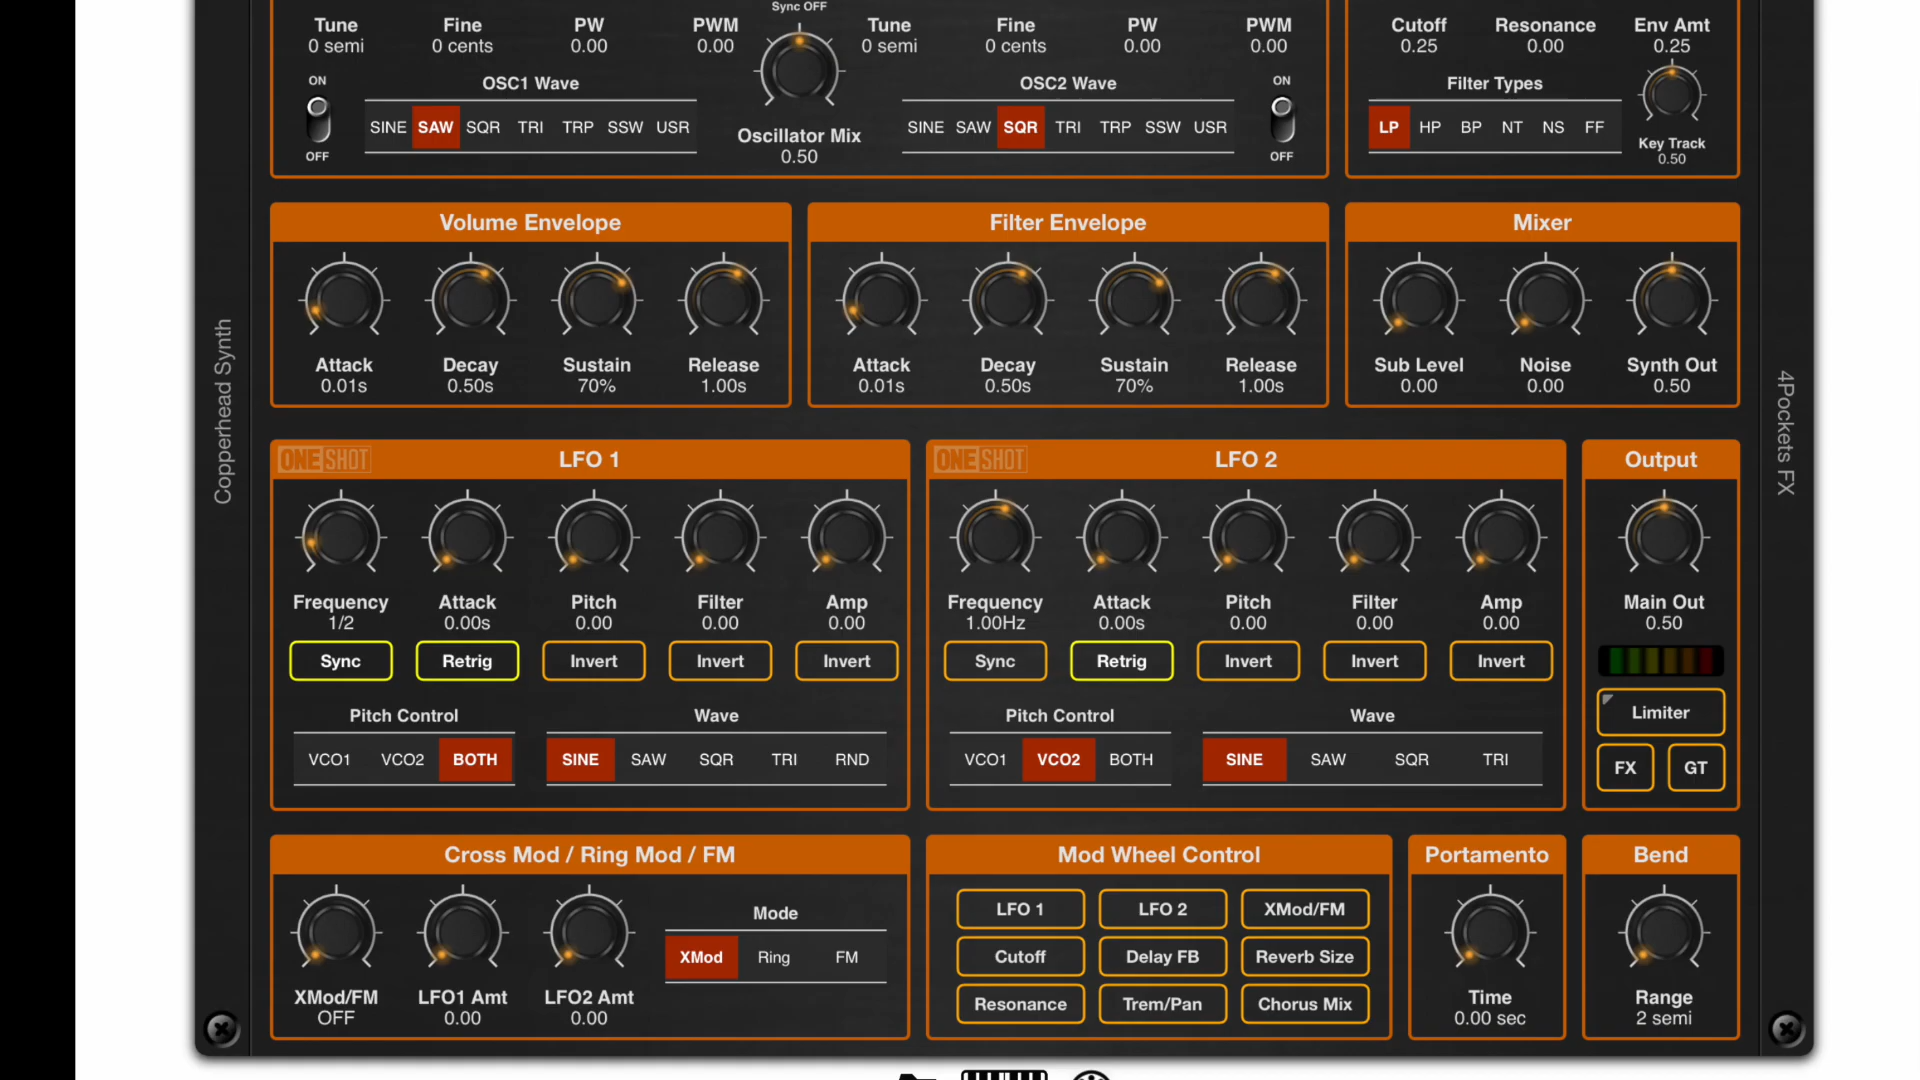 Sync OFF
Tune Fine PW PWM Tune Fine PW PWM Cutoff Resonance Env Amt
0 semi 0 cents 0.00 0.00 0 semi 0 cents 0.00 0.00 0.25 0.00 0.25
ON OSC1 Wave OSC2 Wave ON Filter Types
SINE SAW SQR TRI TRP SSW USR SINE SAW SQR TRI TRP SSW USR LP HP BP NT NS FF
Oscillator Mix
0.50
OFF OFF Key Track
0.50
Volume Envelope Filter Envelope Mixer
Attack Decay Sustain Release Attack Decay Sustain Release Sub Level Noise Synth Out
0.01s 0.50s 70% 1.00s 0.01s 0.50s 70% 1.00s 0.00 0.00 0.50
Copperhead Synth
4Pockets FX
ONE SHOT LFO 1 ONE SHOT LFO 2 Output
Frequency Attack Pitch Filter Amp Frequency Attack Pitch Filter Amp Main Out
1/2 0.00s 0.00 0.00 0.00 1.00Hz 0.00s 0.00 0.00 0.00 0.50
Sync Retrig Invert Invert Invert Sync Retrig Invert Invert Invert
Limiter
Pitch Control Wave Pitch Control Wave
VCO1 VCO2 BOTH SINE SAW SQR TRI RND VCO1 VCO2 BOTH SINE SAW SQR TRI FX GT
Cross Mod / Ring Mod / FM Mod Wheel Control Portamento Bend
Mode LFO 1 LFO 2 XMod/FM
XMod Ring FM Cutoff Delay FB Reverb Size
XMod/FM LFO1 Amt LFO2 Amt Resonance Trem/Pan Chorus Mix Time Range
OFF 0.00 0.00 0.00 sec 2 semi